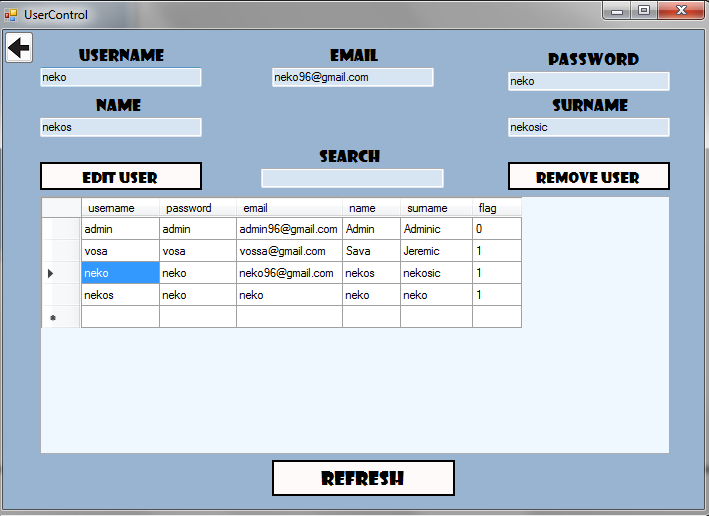 UserControl
USERNAME EMAIL PASSWORD
neko neko96@gmail.com neko
NAME SURNAME
nekos nekosic
SEARCH
EDIT USER REMOVE USER
username password email name surname flag
admin admin admin96@gmail.com Admin Adminic 0
vosa vosa vossa@gmail.com Sava Jeremic 1
neko neko neko96@gmail.com nekos nekosic 1
nekos neko neko neko neko 1
REFRESH